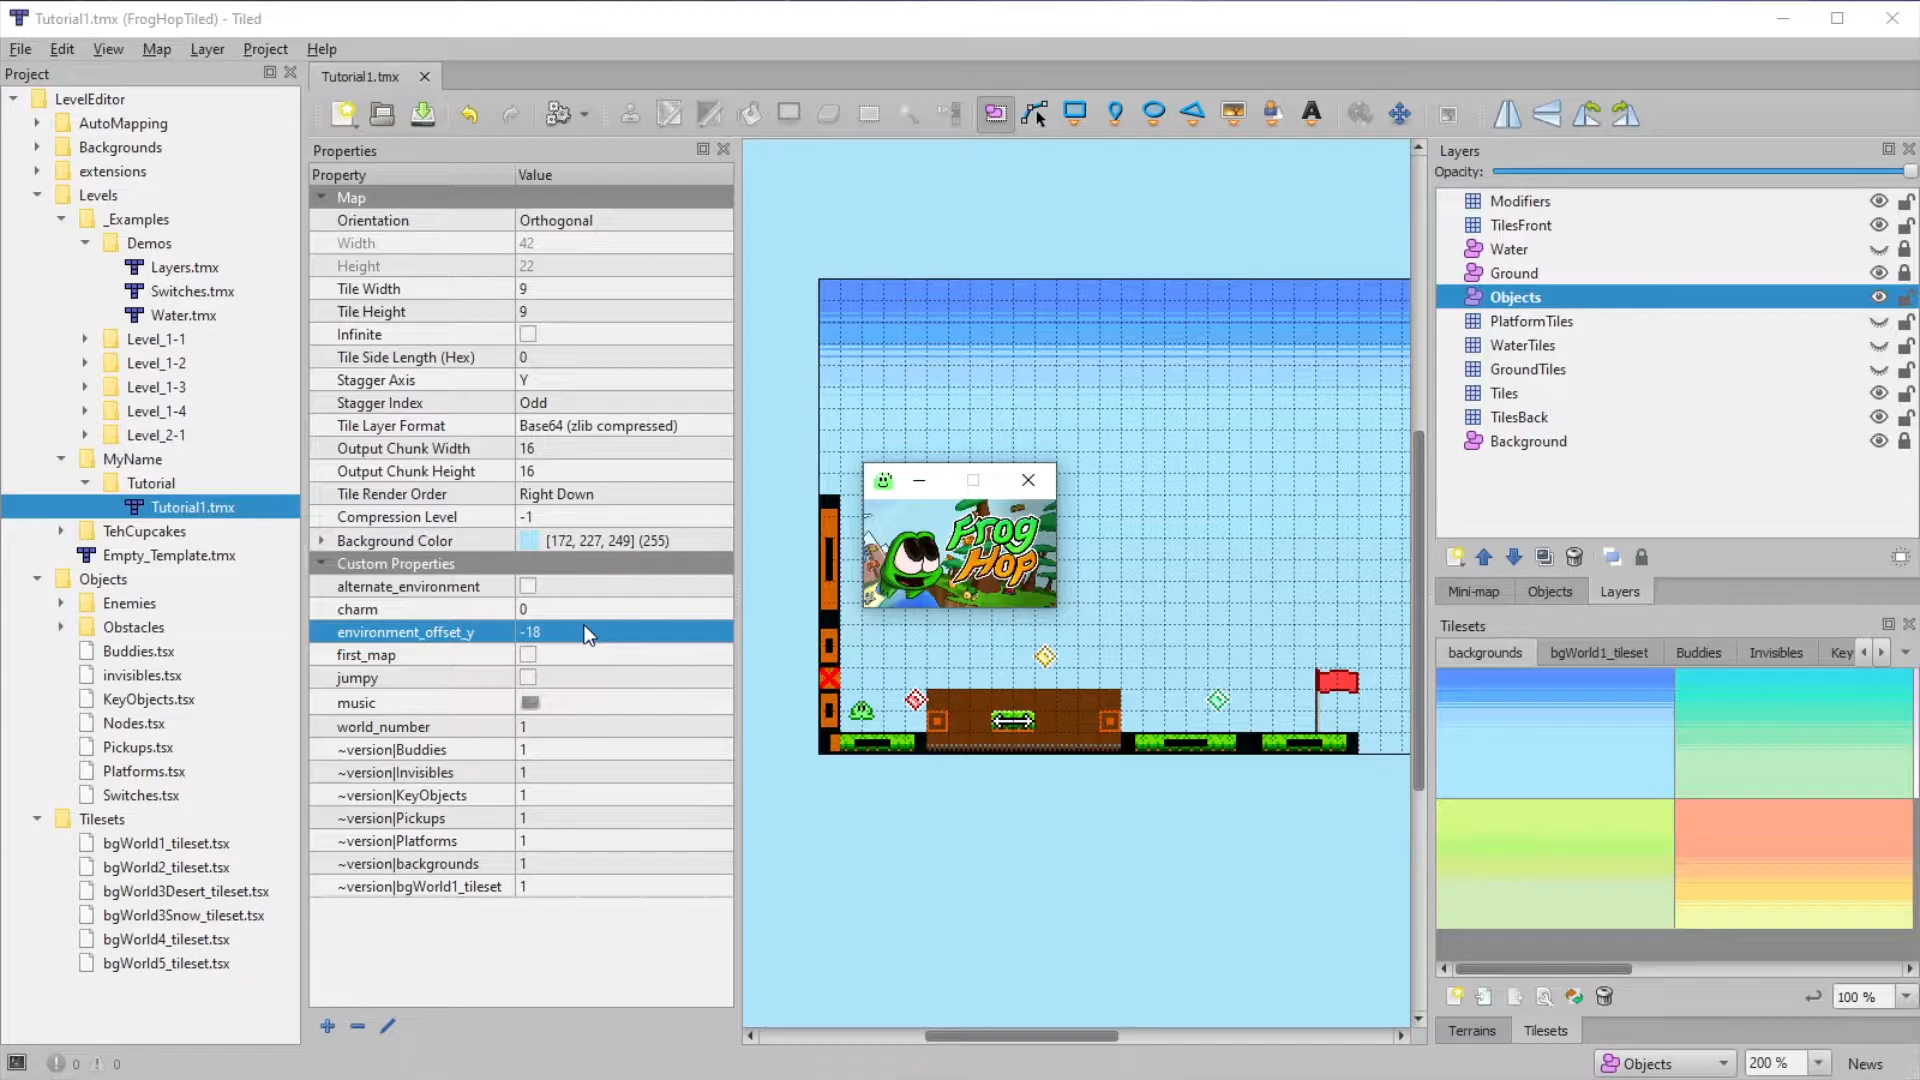 Tutorial1.tmx (FrogHopTiled) - Tiled
File Edit View Map Layer Project Help
Project
LevelEditor
AutoMapping
Backgrounds
extensions
Levels
_Examples
Demos
Layers.tmx
Switches.tmx
Water.tmx
Level_1-1
Level_1-2
Level_1-3
Level_1-4
Level_2-1
MyName
Tutorial
Tutorial1.tmx
TehCupcakes
Empty_Template.tmx
Objects
Enemies
Obstacles
Buddies.tsx
invisibles.tsx
KeyObjects.tsx
Nodes.tsx
Pickups.tsx
Platforms.tsx
Switches.tsx
Tilesets
bgWorld1_tileset.tsx
bgWorld2_tileset.tsx
bgWorld3Desert_tileset.tsx
bgWorld3Snow_tileset.tsx
bgWorld4_tileset.tsx
bgWorld5_tileset.tsx
0 0
Tutorial1.tmx
Properties
Property Value
Map
Orientation Orthogonal
Width 42
Height 22
Tile Width 9
Tile Height 9
Infinite
Tile Side Length (Hex) 0
Stagger Axis Y
Stagger Index Odd
Tile Layer Format Base64 (zlib compressed)
Output Chunk Width 16
Output Chunk Height 16
Tile Render Order Right Down
Compression Level -1
Background Color [172, 227, 249] (255)
Custom Properties
alternate_environment
charm 0
environment_offset_y -18
first_map
jumpy
music
world_number 1
~version|Buddies 1
~version|Invisibles 1
~version|KeyObjects 1
~version|Pickups 1
~version|Platforms 1
~version|backgrounds 1
~version|bgWorld1_tileset 1
Frog
Hop
Layers
Opacity:
Modifiers
TilesFront
Water
Ground
Objects
PlatformTiles
WaterTiles
GroundTiles
Tiles
TilesBack
Background
Mini-map Objects Layers
Tilesets
backgrounds bgWorld1_tileset Buddies Invisibles Key
100 %
Terrains Tilesets
Objects 200 % News